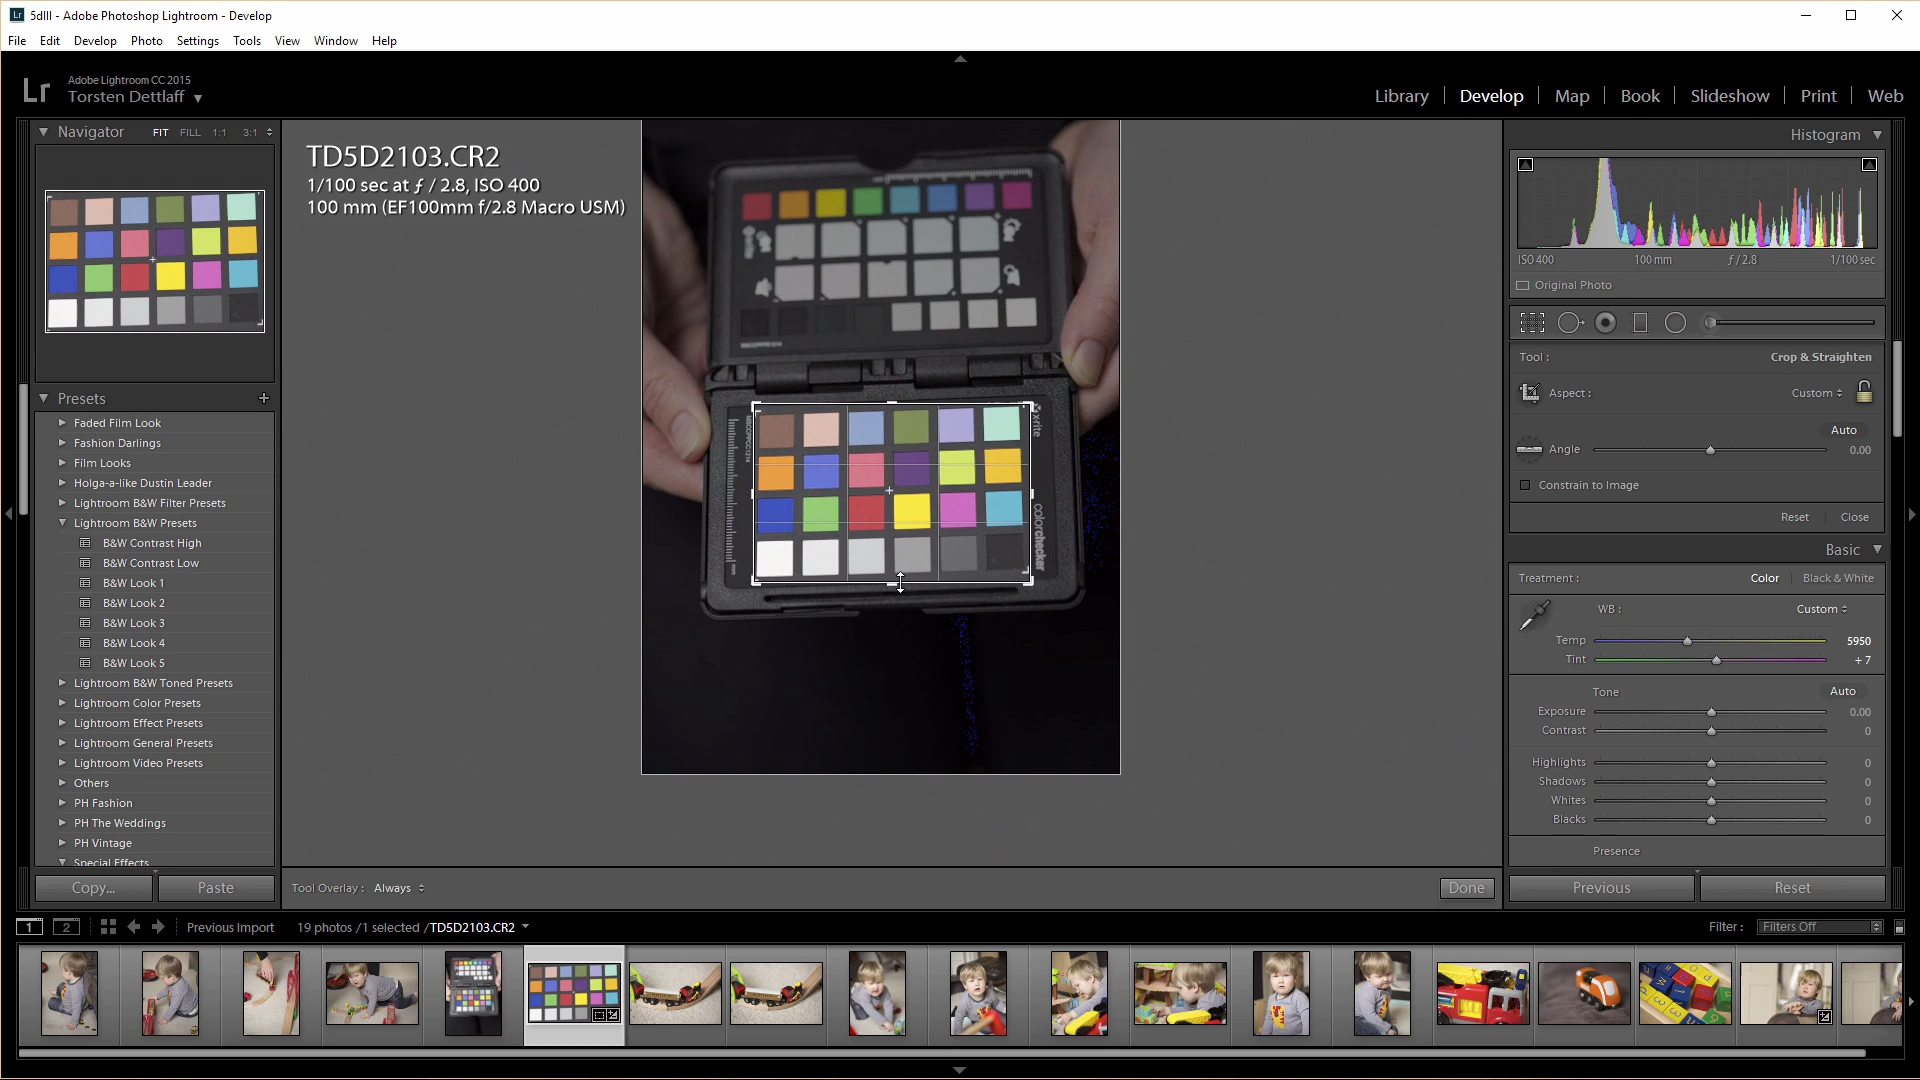 5dIII - Adobe Photoshop Lightroom - Develop
File Edit Develop Photo Settings Tools View Window Help
Lr
Adobe Lightroom CC 2015
Torsten Dettlaff
Library Develop Map Book Slideshow Print Web
Navigator FIT FILL 1:1 3:1
Presets +
Faded Film Look
Fashion Darlings
Film Looks
Holga-a-like Dustin Leader
Lightroom B&W Filter Presets
Lightroom B&W Presets
B&W Contrast High
B&W Contrast Low
B&W Look 1
B&W Look 2
B&W Look 3
B&W Look 4
B&W Look 5
Lightroom B&W Toned Presets
Lightroom Color Presets
Lightroom Effect Presets
Lightroom General Presets
Lightroom Video Presets
Others
PH Fashion
PH The Weddings
PH Vintage
Special Effects
Copy... Paste
TD5D2103.CR2
1/100 sec at ƒ / 2.8, ISO 400
100 mm (EF100mm f/2.8 Macro USM)
x-rite
colorchecker
mm
Tool Overlay : Always
Done
Histogram
ISO 400 100 mm ƒ / 2.8 1/100 sec
Original Photo
Tool : Crop & Straighten
Aspect : Custom
Auto
Angle 0.00
Constrain to Image
Reset Close
Basic
Treatment : Color Black & White
WB : Custom
Temp 5950
Tint + 7
Tone Auto
Exposure 0.00
Contrast 0
Highlights 0
Shadows 0
Whites 0
Blacks 0
Presence
Previous Reset
1 2 Previous Import 19 photos /1 selected /TD5D2103.CR2 Filter : Filters Off